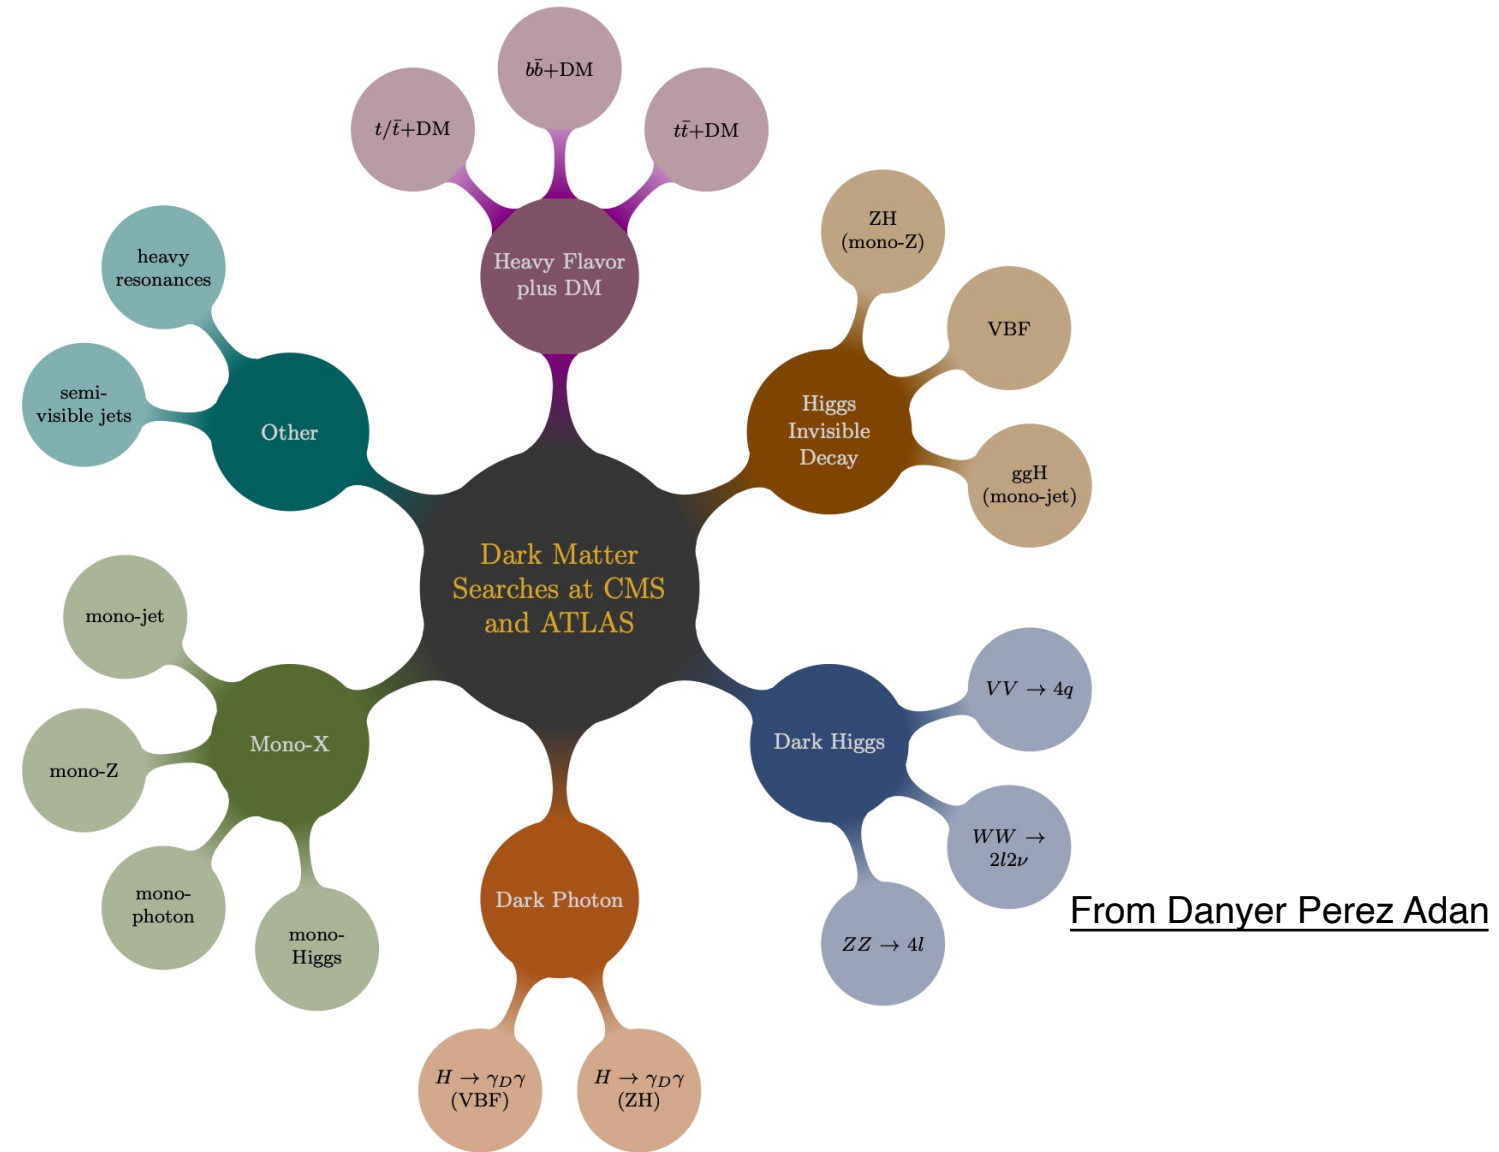 bb̄+DM
t/t̄+DM
tt̄+DM
Heavy Flavor
plus DM
ZH
(mono-Z)
VBF
Higgs
Invisible
Decay
ggH
(mono-jet)
heavy
resonances
semi-
visible jets
Other
Dark Matter
Searches at CMS
and ATLAS
mono-jet
mono-Z
mono-
photon
mono-
Higgs
Mono-X
Dark Higgs
VV → 4q
WW →
2l2ν
ZZ → 4l
From Danyer Perez Adan
Dark Photon
H → γ_Dγ
(VBF)
H → γ_Dγ
(ZH)